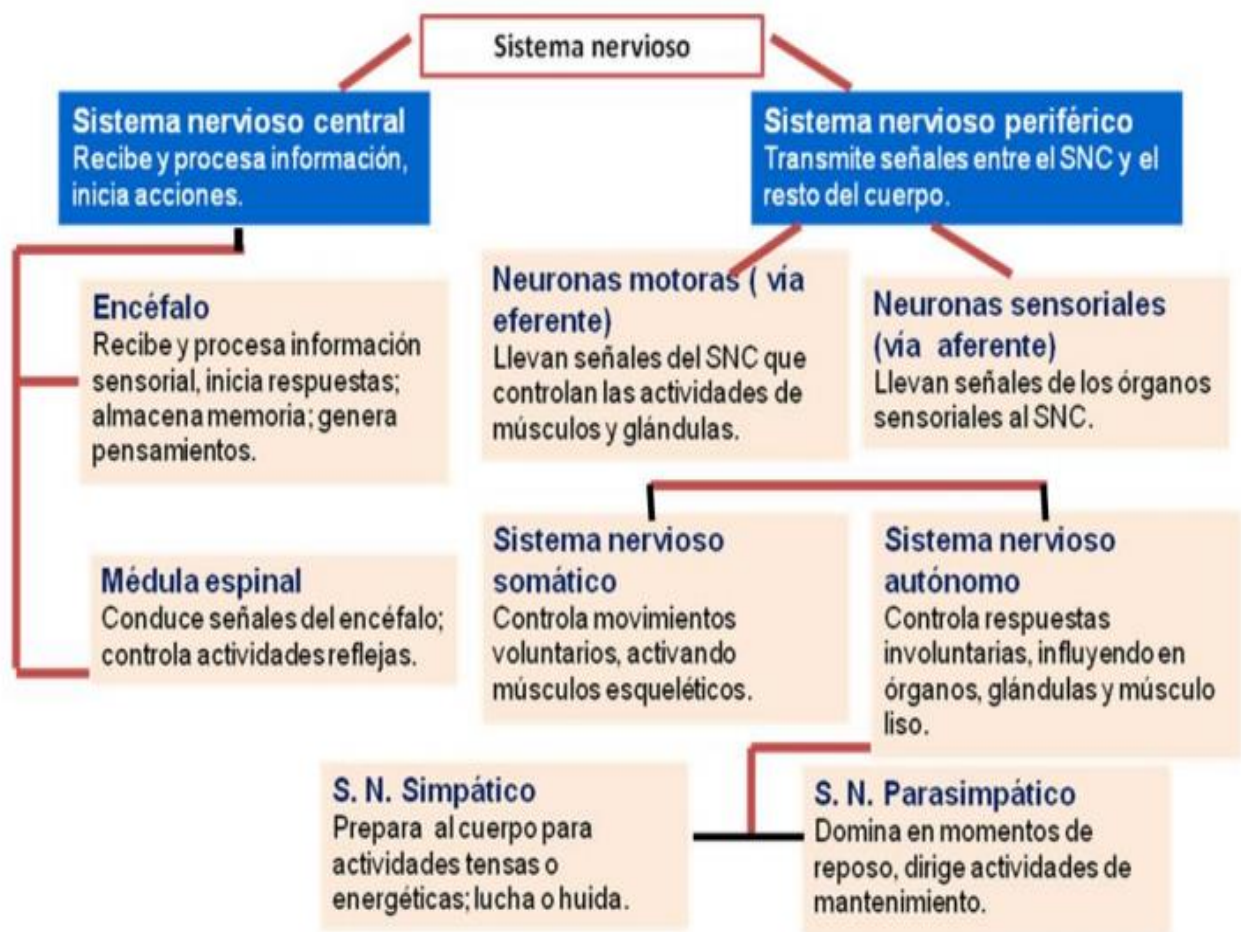 Sistema nervioso
Sistema nervioso central
Recibe y procesa información,
inicia acciones.
Sistema nervioso periférico
Transmite señales entre el SNC y el
resto del cuerpo.
Encéfalo
Recibe y procesa información
sensorial, inicia respuestas;
almacena memoria; genera
pensamientos.
Neuronas motoras ( vía
eferente)
Llevan señales del SNC que
controlan las actividades de
músculos y glándulas.
Neuronas sensoriales
(vía aferente)
Llevan señales de los órganos
sensoriales al SNC.
Médula espinal
Conduce señales del encéfalo;
controla actividades reflejas.
Sistema nervioso
somático
Controla movimientos
voluntarios, activando
músculos esqueléticos.
Sistema nervioso
autónomo
Controla respuestas
involuntarias, influyendo en
órganos, glándulas y músculo
liso.
S. N. Simpático
Prepara al cuerpo para
actividades tensas o
energéticas; lucha o huida.
S. N. Parasimpático
Domina en momentos de
reposo, dirige actividades de
mantenimiento.